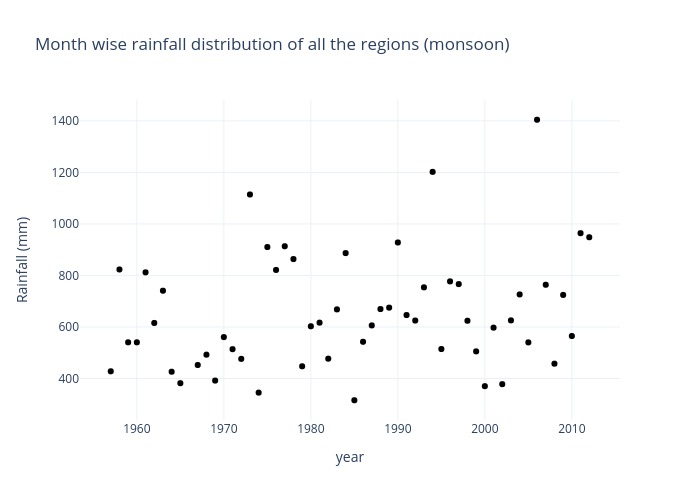 Month wise rainfall distribution of all the regions (monsoon)
1400
1200
1000
800
600
400
Rainfall (mm)
1960 1970 1980 1990 2000 2010
year